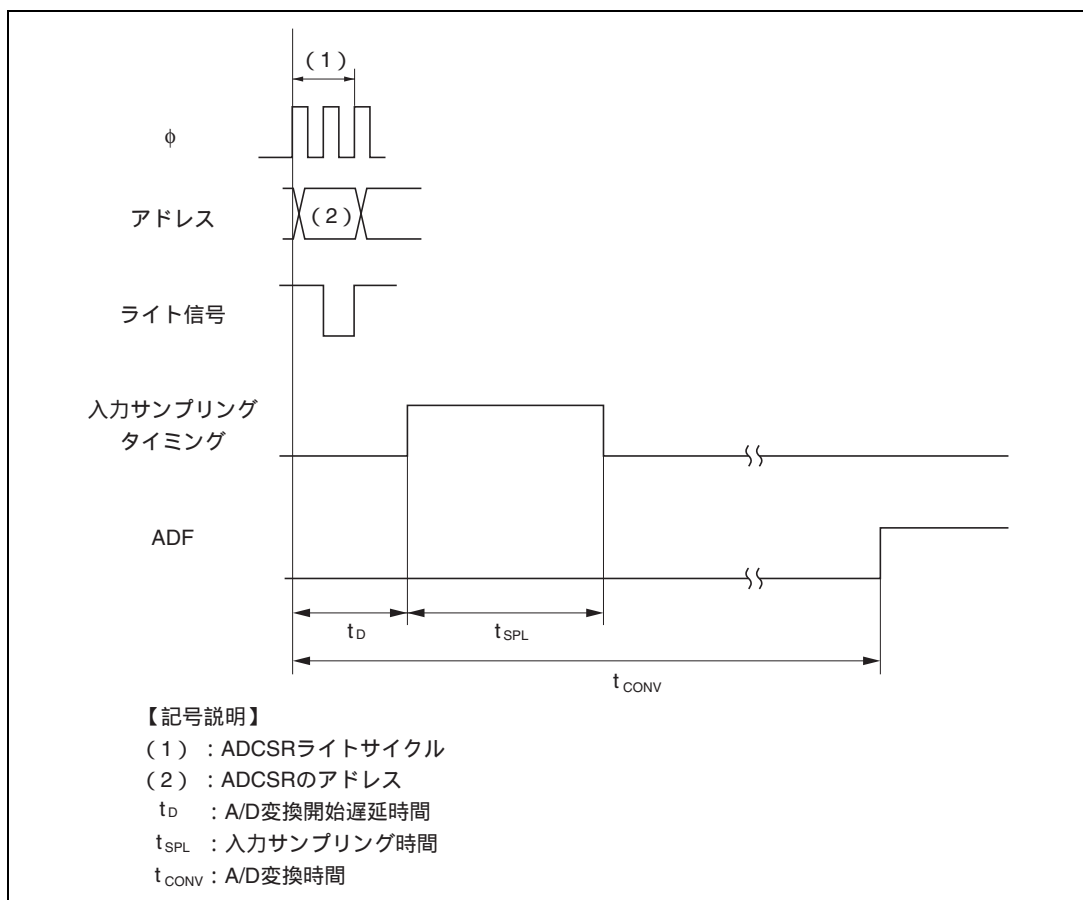 （1）
φ
アドレス
（2）
ライト信号
入力サンプリング
タイミング
ADF
tD
tSPL
tCONV
【記号説明】
（1）：ADCSRライトサイクル
（2）：ADCSRのアドレス
tD ：A/D変換開始遅延時間
tSPL ：入力サンプリング時間
tCONV：A/D変換時間